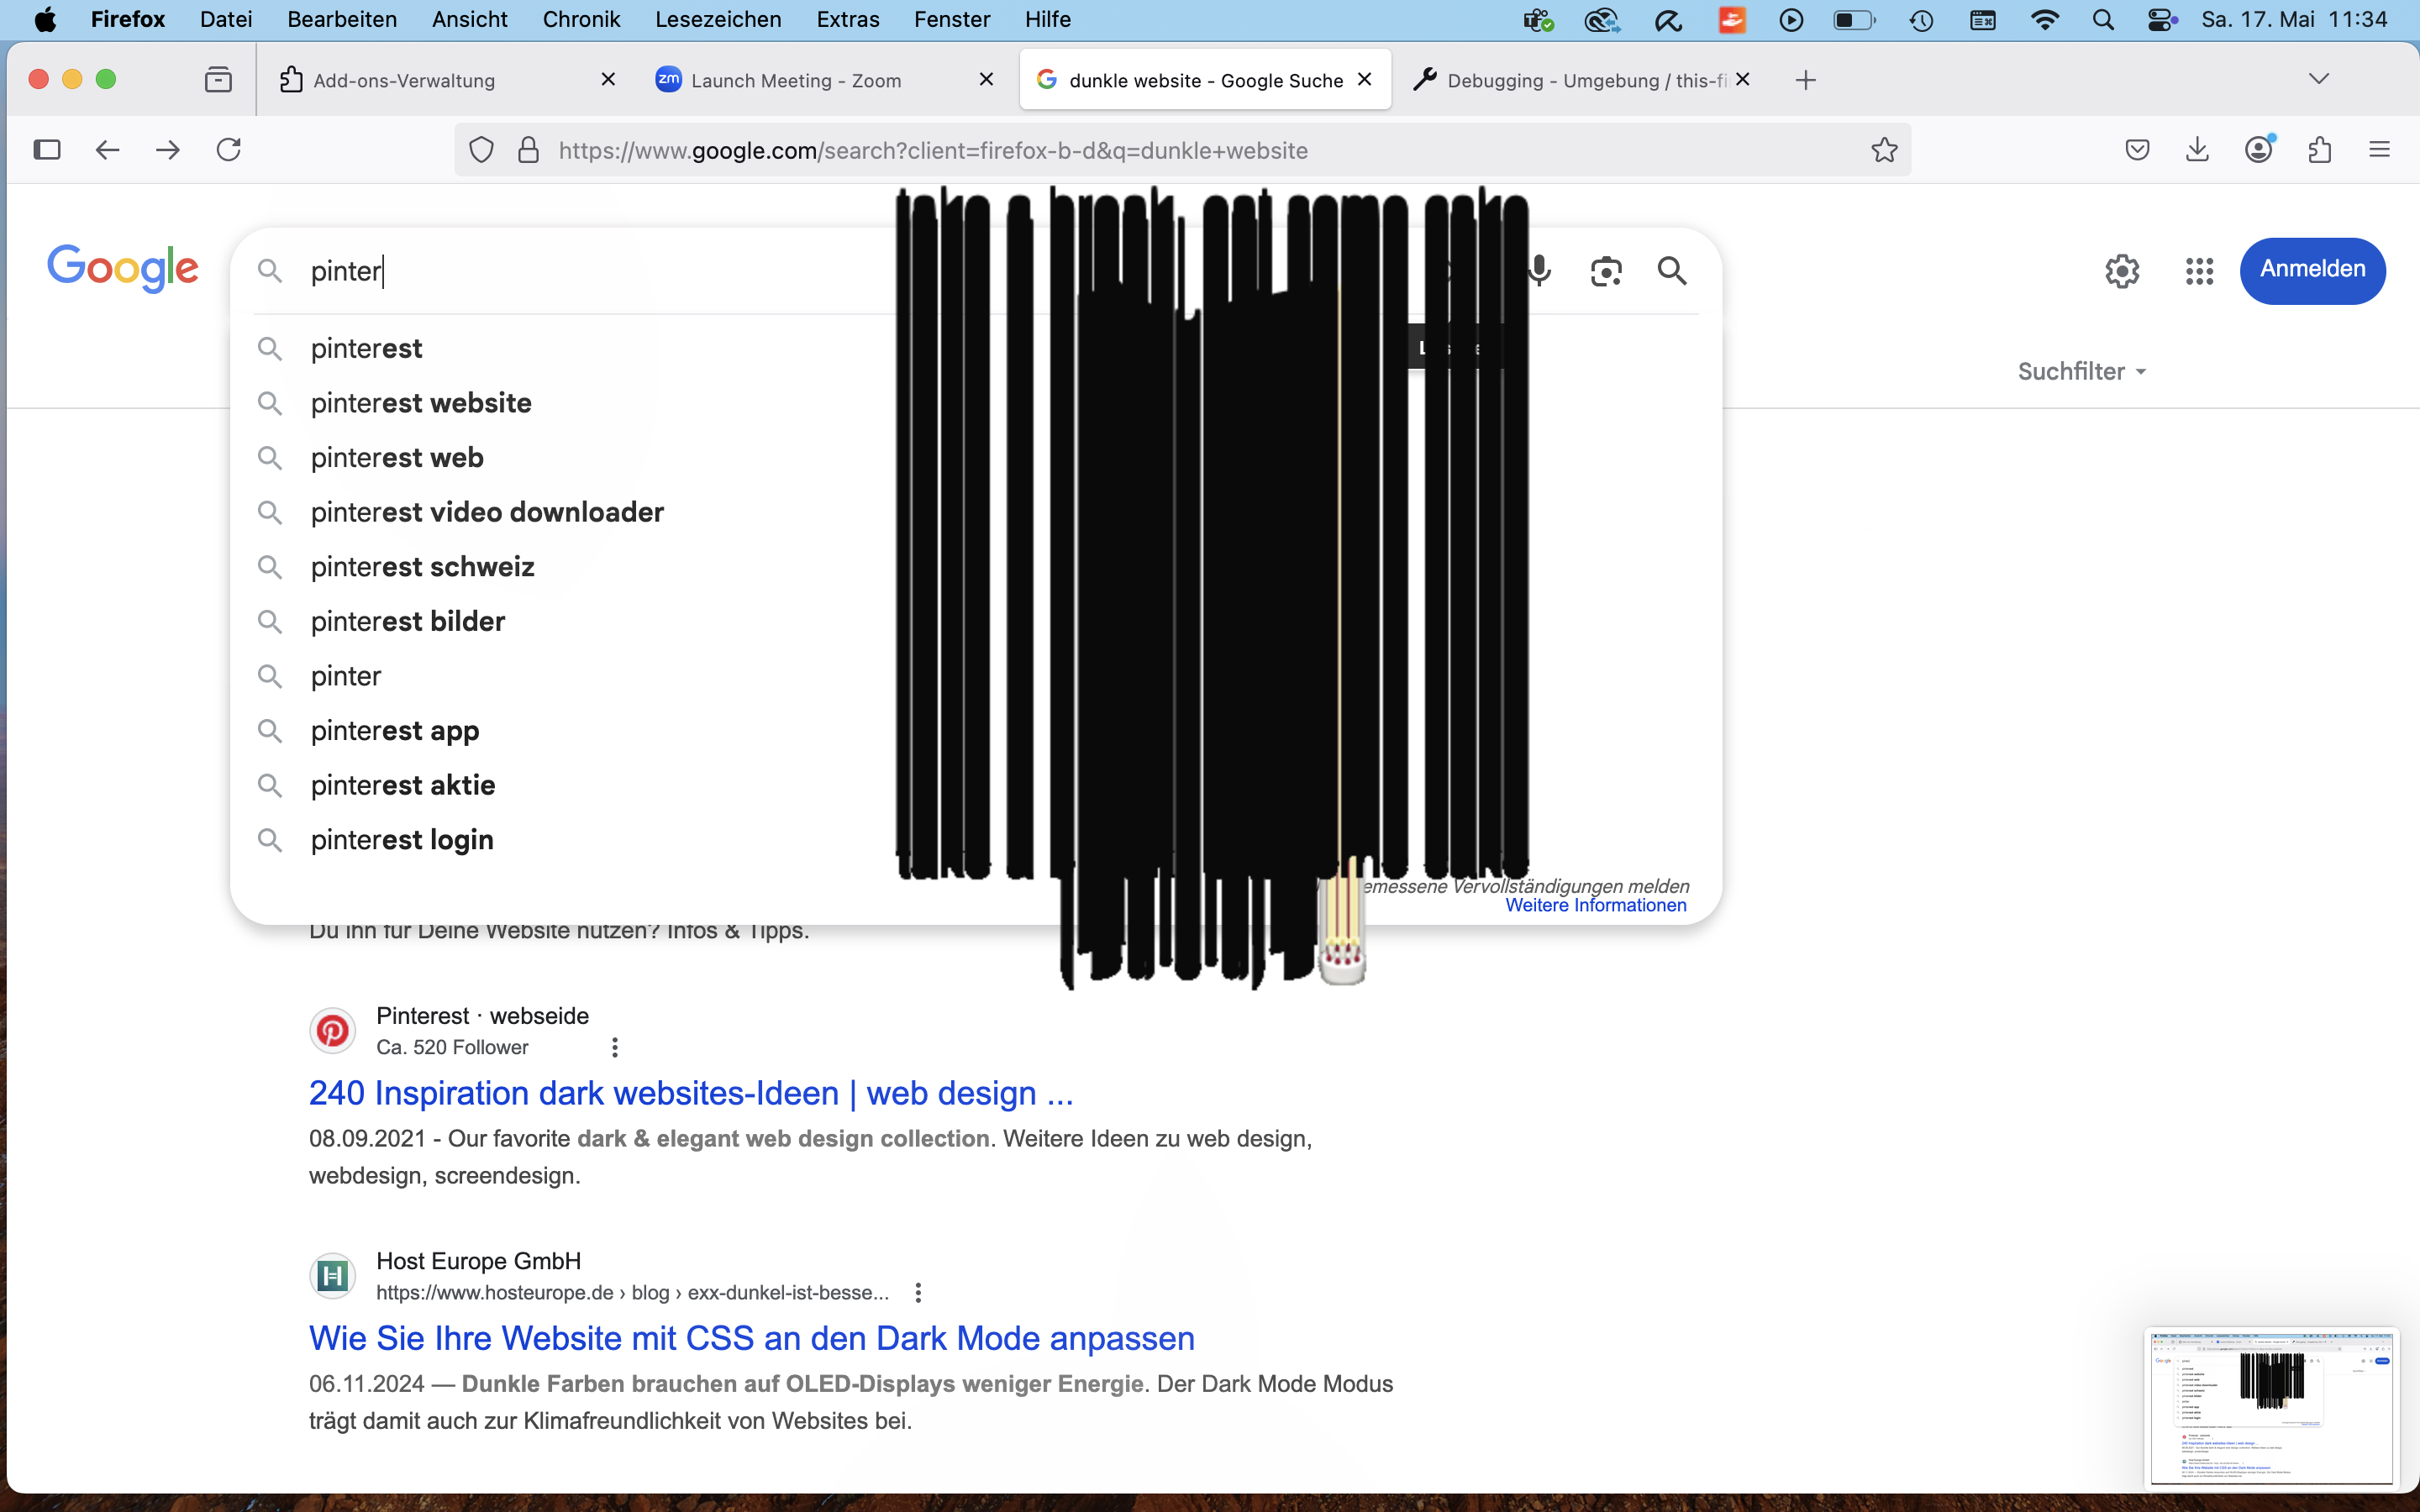 Firefox Datei Bearbeiten Ansicht Chronik Lesezeichen Extras Fenster Hilfe Sa. 17. Mai 11:34
Add-ons-Verwaltung
zm Launch Meeting - Zoom
dunkle website - Google Suche
Debugging - Umgebung / this-fi
https://www.google.com/search?client=firefox-b-d&q=dunkle+website
Google
pinter
Anmelden
Suchfilter
pinterest
pinterest website
pinterest web
pinterest video downloader
pinterest schweiz
pinterest bilder
pinter
pinterest app
pinterest aktie
pinterest login
take a break, eat some cake
emessene Vervollständigungen melden
Weitere Informationen
Du ihn für Deine Website nutzen? Infos & Tipps.
Pinterest · webseide
Ca. 520 Follower
240 Inspiration dark websites-Ideen | web design ...
08.09.2021 - Our favorite dark & elegant web design collection. Weitere Ideen zu web design,
webdesign, screendesign.
Host Europe GmbH
https://www.hosteurope.de › blog › exx-dunkel-ist-besse...
Wie Sie Ihre Website mit CSS an den Dark Mode anpassen
06.11.2024 — Dunkle Farben brauchen auf OLED-Displays weniger Energie. Der Dark Mode Modus
trägt damit auch zur Klimafreundlichkeit von Websites bei.